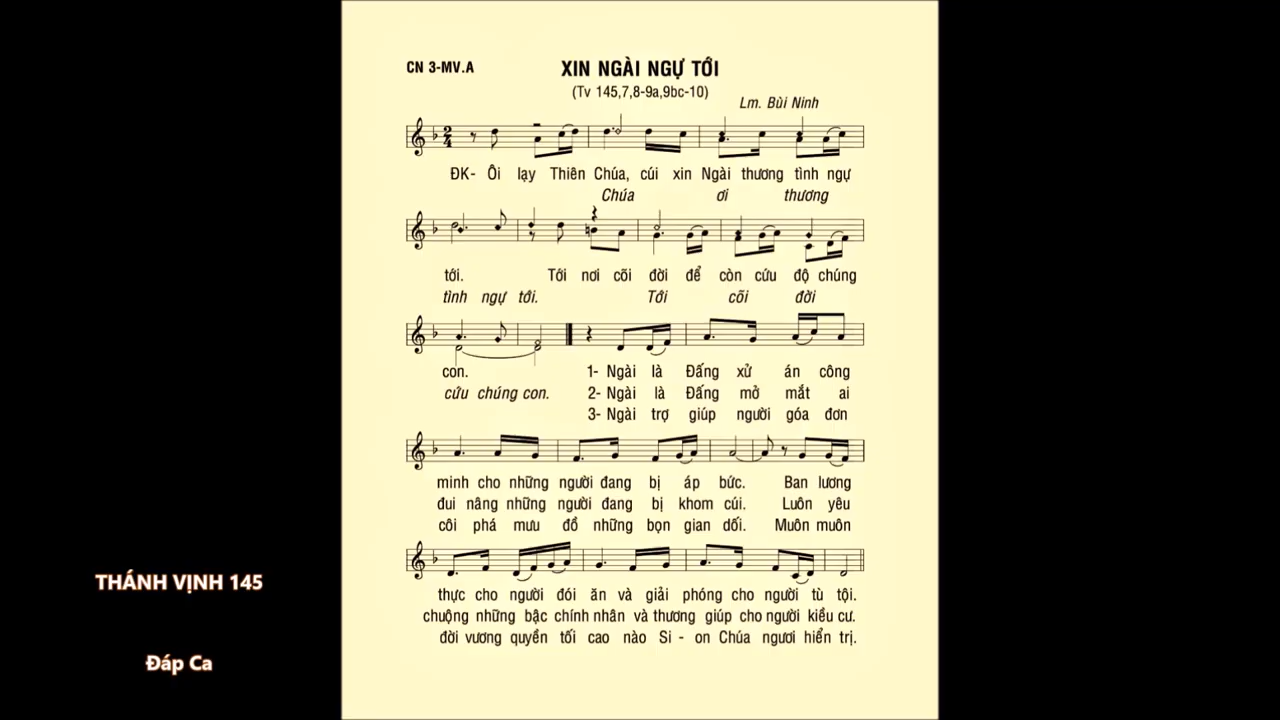 CN 3-MV.A
XIN NGÀI NGỰ TỚI
(Tv 145,7,8-9a,9bc-10)
Lm. Bùi Ninh
ĐK- Ôi lạy Thiên Chúa, cúi xin Ngài thương tình ngự
Chúa ơi thương
tới. Tới nơi cõi đời để còn cứu độ chúng
tình ngự tới. Tới cõi đời
con. 1- Ngài là Đấng xử án công
cứu chúng con. 2- Ngài là Đấng mở mắt ai
3- Ngài trợ giúp người góa đơn
minh cho những người đang bị áp bức. Ban lương
đui nâng những người đang bị khom cúi. Luôn yêu
côi phá mưu đồ những bọn gian dối. Muôn muôn
thực cho người đói ăn và giải phóng cho người tù tội.
chuộng những bậc chính nhân và thương giúp cho người kiều cư.
đời vương quyền tối cao nào Si - on Chúa ngươi hiển trị.
THÁNH VỊNH 145
Đáp Ca